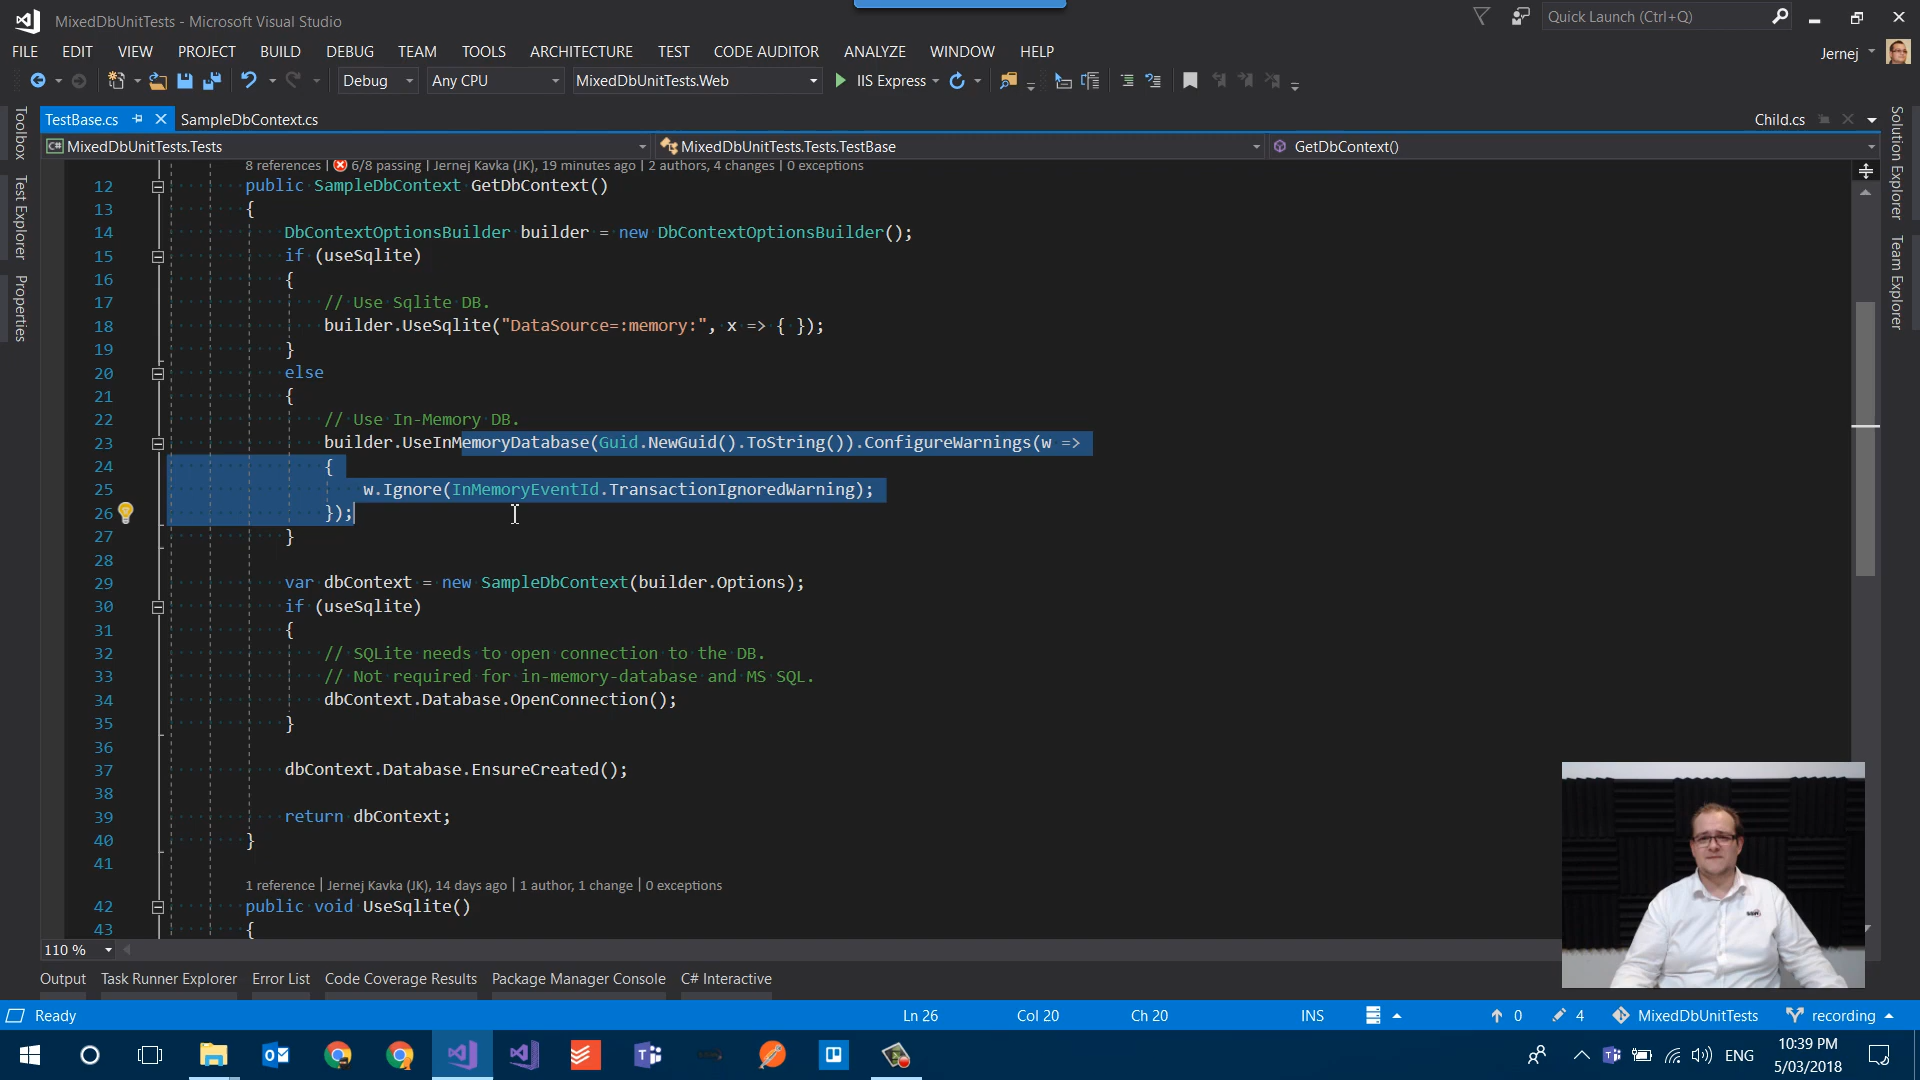 MixedDbUnitTests - Microsoft Visual Studio
Quick Launch (Ctrl+Q)
FILE EDIT VIEW PROJECT BUILD DEBUG TEAM TOOLS ARCHITECTURE TEST CODE AUDITOR ANALYZE WINDOW HELP
Jernej
Debug Any CPU MixedDbUnitTests.Web IIS Express
Toolbox
Test Explorer
Properties
TestBase.cs SampleDbContext.cs Child.cs
MixedDbUnitTests.Tests MixedDbUnitTests.Tests.TestBase GetDbContext()
Solution Explorer
Team Explorer
8 references | 6/8 passing | Jernej Kavka (JK), 19 minutes ago | 2 authors, 4 changes | 0 exceptions
12 public SampleDbContext GetDbContext()
13 {
14 DbContextOptionsBuilder builder = new DbContextOptionsBuilder();
15 if (useSqlite)
16 {
17 // Use Sqlite DB.
18 builder.UseSqlite("DataSource=:memory:", x => { });
19 }
20 else
21 {
22 // Use In-Memory DB.
23 builder.UseInMemoryDatabase(Guid.NewGuid().ToString()).ConfigureWarnings(w =>
24 {
25 w.Ignore(InMemoryEventId.TransactionIgnoredWarning);
26 });
27 }
28
29 var dbContext = new SampleDbContext(builder.Options);
30 if (useSqlite)
31 {
32 // SQLite needs to open connection to the DB.
33 // Not required for in-memory-database and MS SQL.
34 dbContext.Database.OpenConnection();
35 }
36
37 dbContext.Database.EnsureCreated();
38
39 return dbContext;
40 }
41
1 reference | Jernej Kavka (JK), 14 days ago | 1 author, 1 change | 0 exceptions
42 public void UseSqlite()
43 {
110 %
Output Task Runner Explorer Error List Code Coverage Results Package Manager Console C# Interactive
Ready Ln 26 Col 20 Ch 20 INS 0 4 MixedDbUnitTests recording
ENG
10:39 PM
5/03/2018